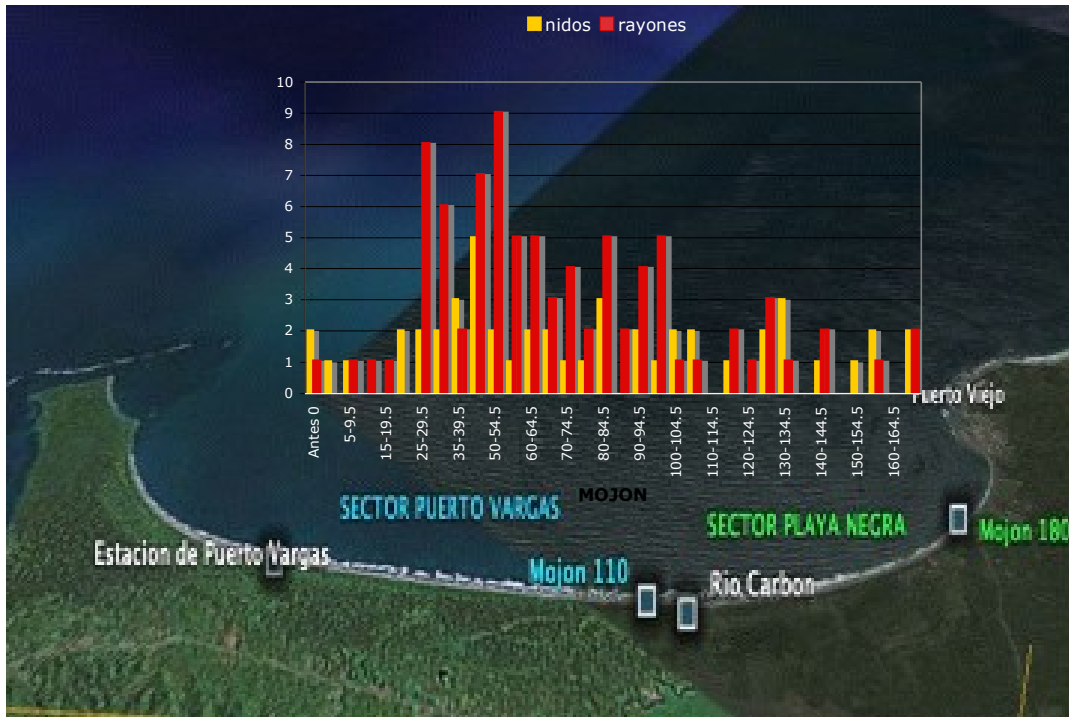 nidos rayones
10
9
8
7
6
5
4
3
2
1
0
Antes 0
5-9.5
15-19.5
25-29.5
35-39.5
50-54.5
60-64.5
70-74.5
80-84.5
90-94.5
100-104.5
110-114.5
120-124.5
130-134.5
140-144.5
150-154.5
160-164.5
MOJON
Puerto Viejo
SECTOR PUERTO VARGAS
SECTOR PLAYA NEGRA
Mojon 180
Estacion de Puerto Vargas
Mojon 110
Rio Carbon